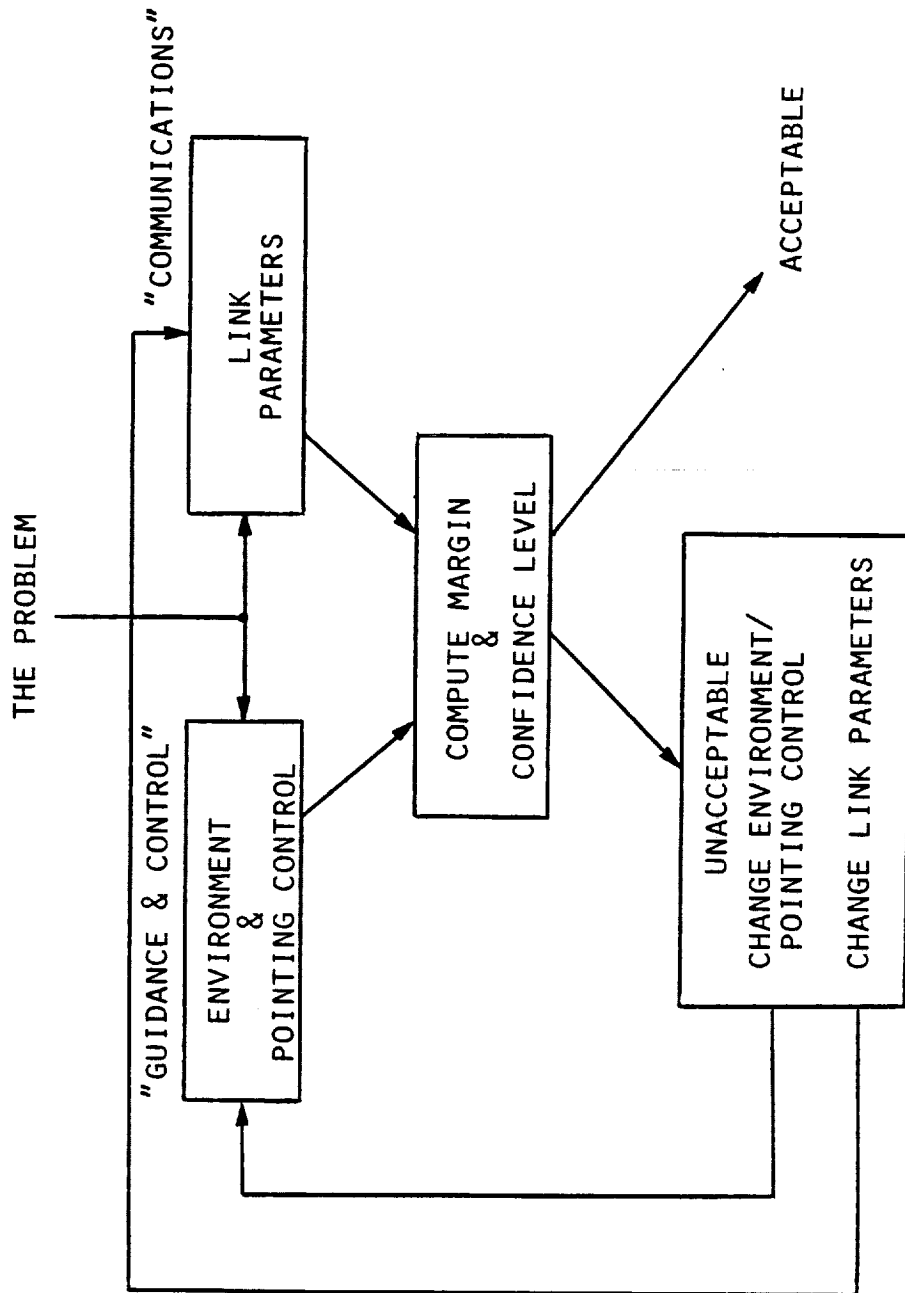 THE PROBLEM
"GUIDANCE & CONTROL"
"COMMUNICATIONS"
ENVIRONMENT
&
POINTING CONTROL
LINK
PARAMETERS
COMPUTE MARGIN
&
CONFIDENCE LEVEL
UNACCEPTABLE
CHANGE ENVIRONMENT/
POINTING CONTROL
CHANGE LINK PARAMETERS
ACCEPTABLE